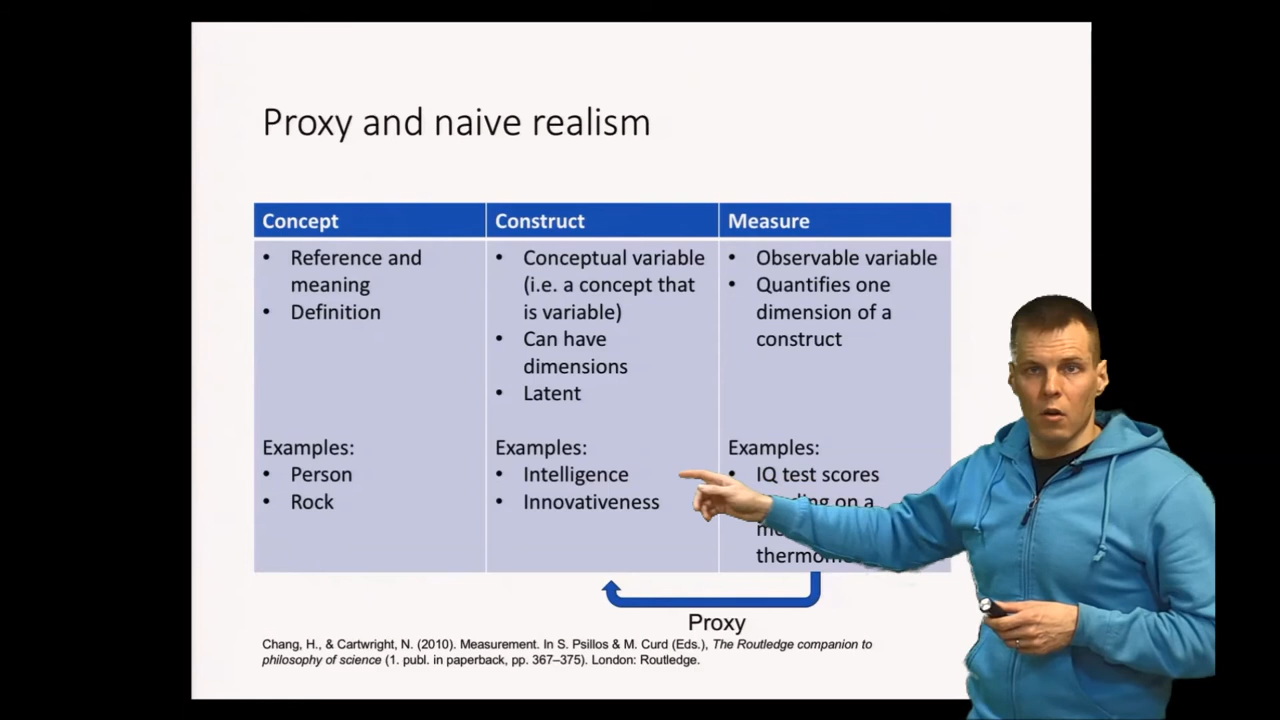 Proxy and naive realism
Concept
Construct
Measure
• Reference and
meaning
• Definition
Examples:
• Person
• Rock
• Conceptual variable
(i.e. a concept that
is variable)
• Can have
dimensions
• Latent
Examples:
• Intelligence
• Innovativeness
• Observable variable
• Quantifies one
dimension of a
construct
Examples:
• IQ test scores
on a
Proxy
Chang, H., & Cartwright, N. (2010). Measurement. In S. Psillos & M. Curd (Eds.), The Routledge companion to
philosophy of science (1. publ. in paperback, pp. 367–375). London: Routledge.